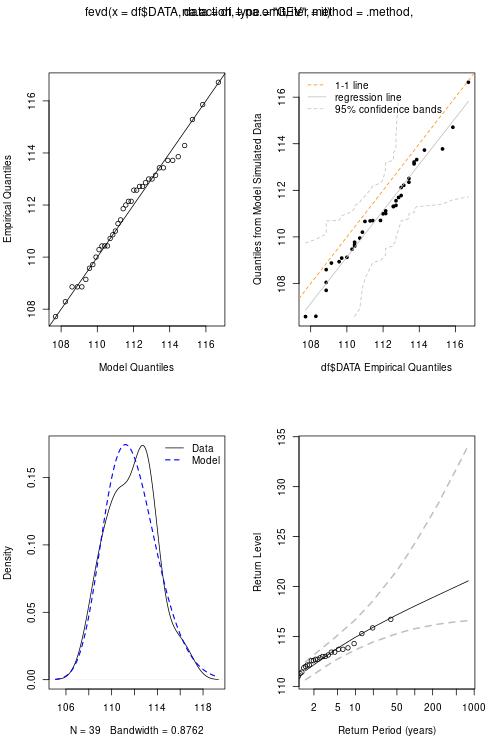 fevd(x = df$DATA,
.method,
1-1 line
regression line
95% confidence bands
Empirical Quantiles
108 110 112 114 116
108 110 112 114 116
Model Quantiles
Quantiles from Model Simulated Data
108 110 112 114 116
108 110 112 114 116
df$DATA Empirical Quantiles
Data
Model
Density
0.00 0.05 0.10 0.15
106 110 114 118
N = 39 Bandwidth = 0.8762
Return Level
110 115 120 125 130 135
2 5 10 50 200 1000
Return Period (years)